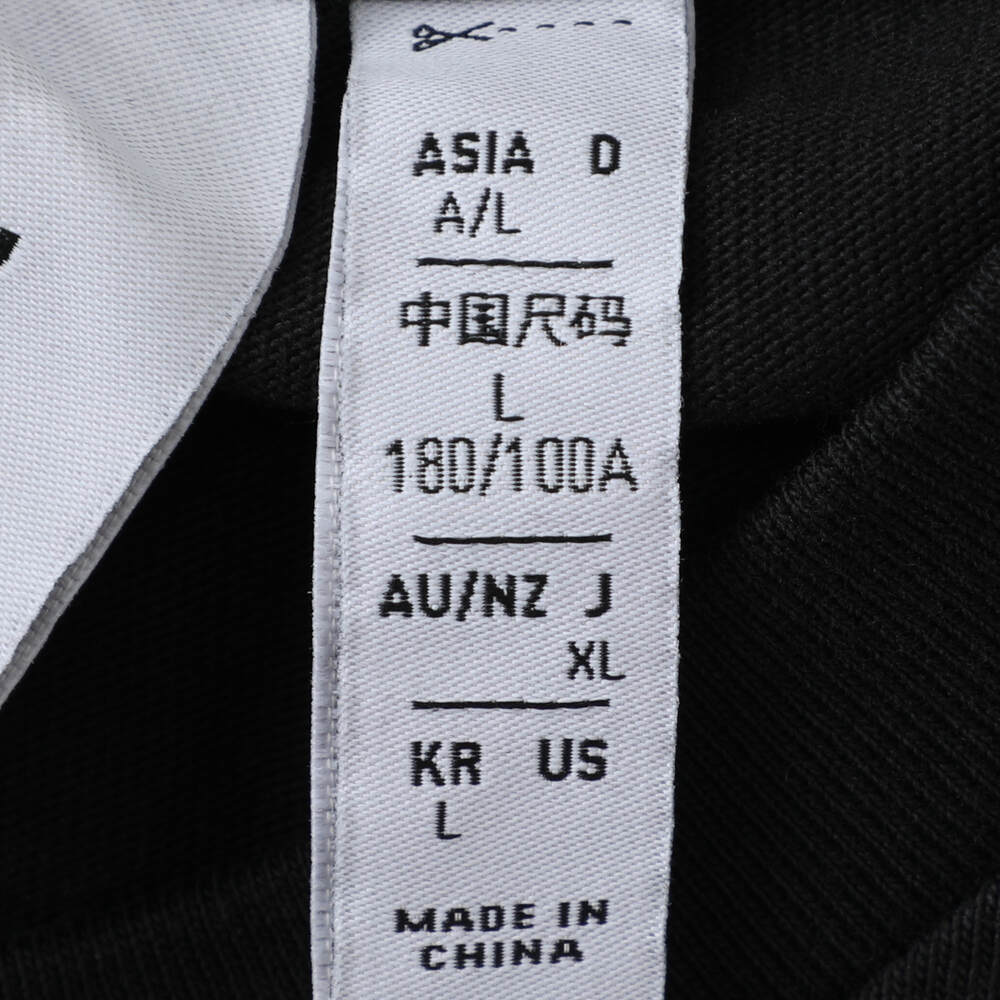 ASIA D
A/L
中国尺码
L
180/100A
AU/NZ J
XL
KR US
L
MADE IN
CHINA